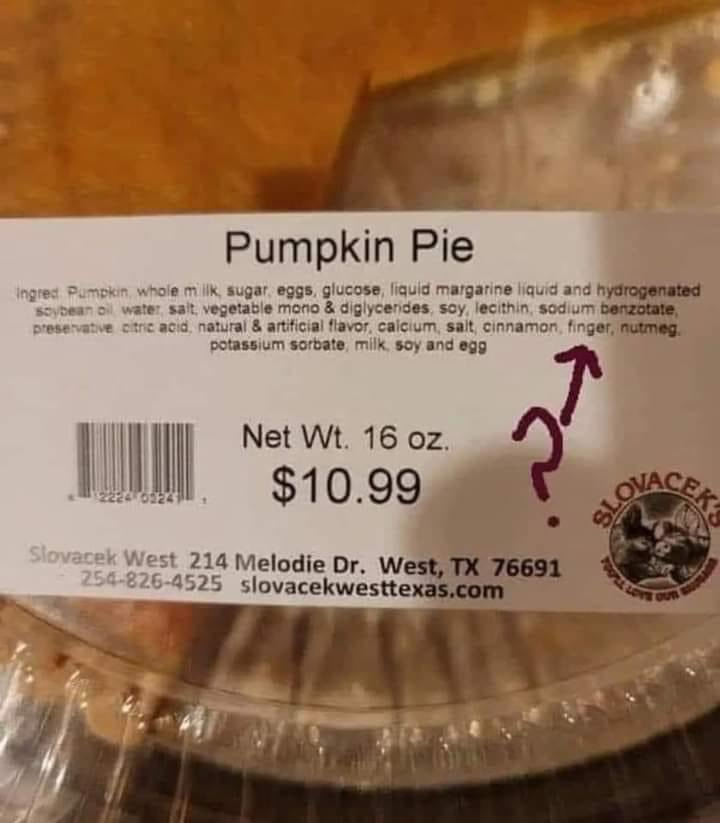 Pumpkin Pie
Ingred: Pumpkin, whole milk, sugar, eggs, glucose, liquid margarine liquid and hydrogenated
soybean oil, water, salt, vegetable mono & diglycerides, soy, lecithin, sodium benzotate,
preservative citric acid, natural & artificial flavor, calcium, salt, cinnamon, finger, nutmeg,
potassium sorbate, milk, soy and egg
?
Net Wt. 16 oz.
$10.99
SLOVACEK'S
Slovacek West 214 Melodie Dr. West, TX 76691
254-826-4525 slovacekwesttexas.com